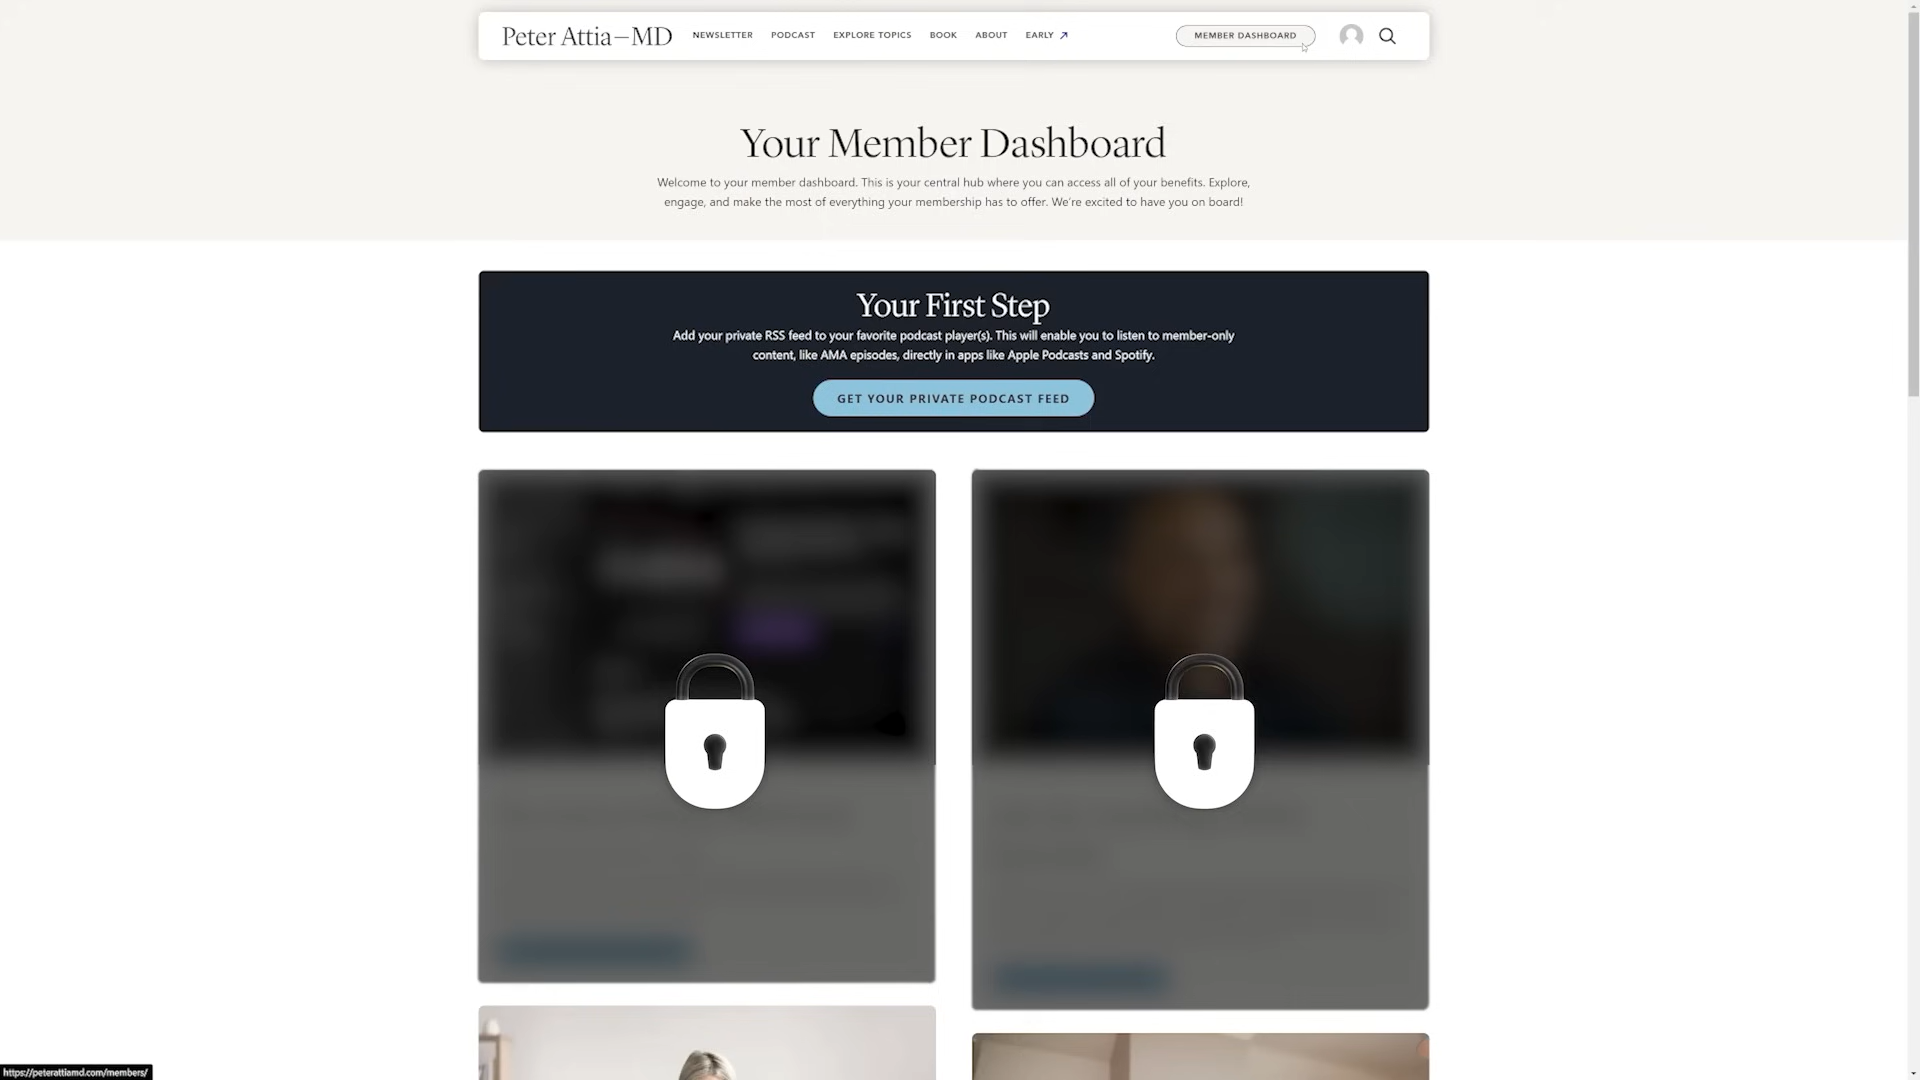 Peter Attia—MD
NEWSLETTER
PODCAST
EXPLORE TOPICS
BOOK
ABOUT
EARLY
MEMBER DASHBOARD
Your Member Dashboard
Welcome to your member dashboard. This is your central hub where you can access all of your benefits. Explore,
engage, and make the most of everything your membership has to offer. We're excited to have you on board!
Your First Step
Add your private RSS feed to your favorite podcast player(s). This will enable you to listen to member-only
content, like AMA episodes, directly in apps like Apple Podcasts and Spotify.
GET YOUR PRIVATE PODCAST FEED
https://peterattiamd.com/members/